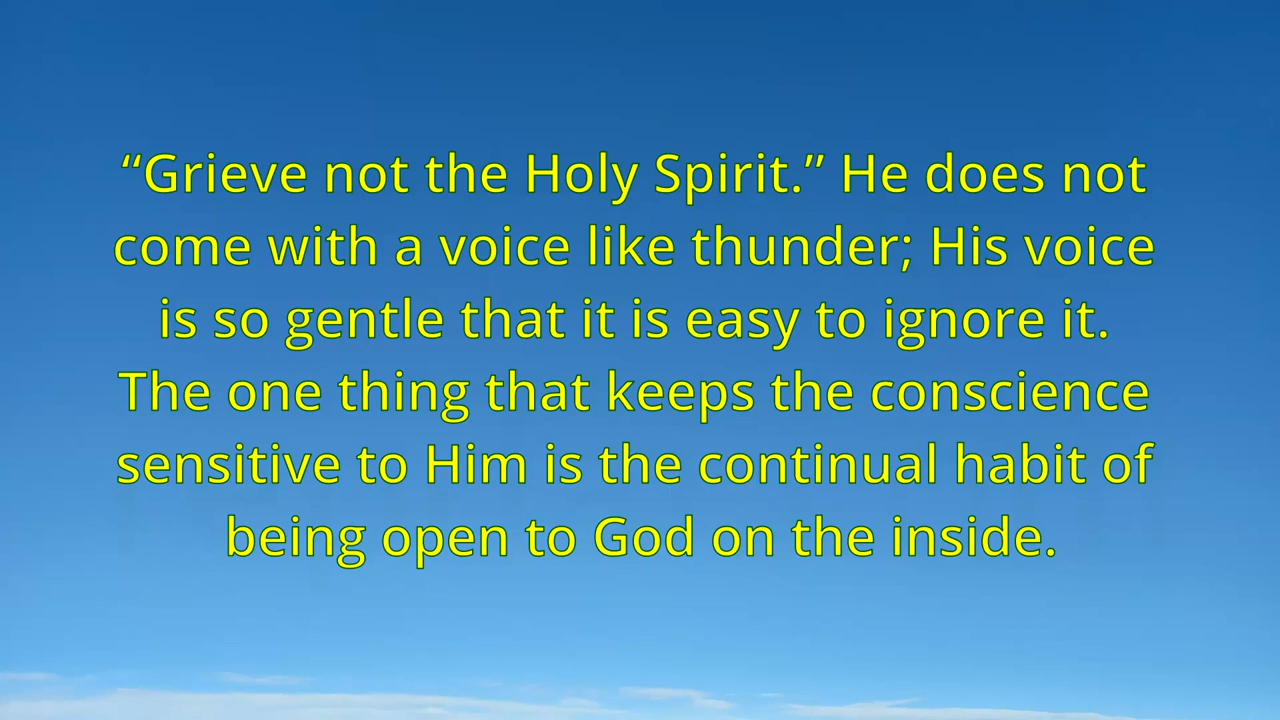 “Grieve not the Holy Spirit.” He does not
come with a voice like thunder; His voice
is so gentle that it is easy to ignore it.
The one thing that keeps the conscience
sensitive to Him is the continual habit of
being open to God on the inside.